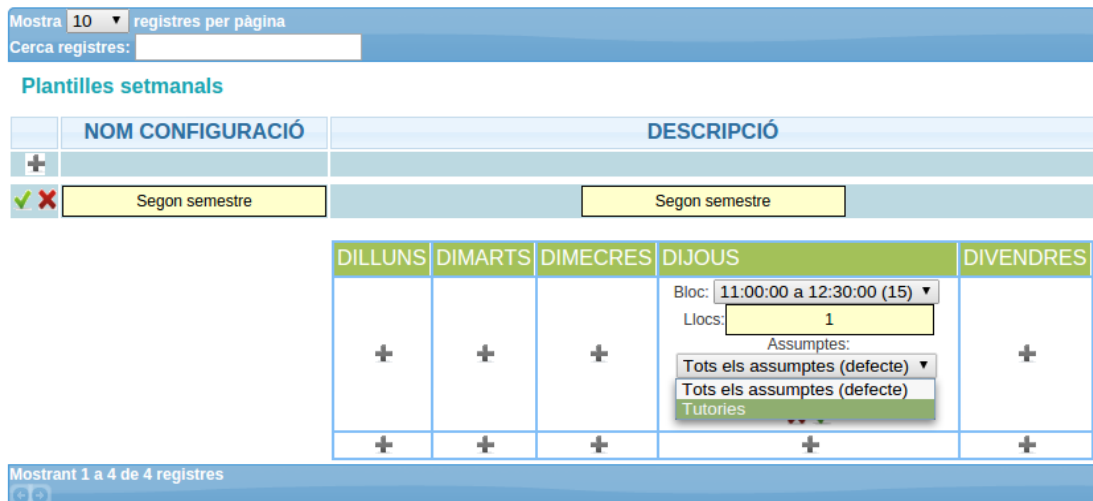 Mostra 10 registres per pàgina
Cerca registres:
Plantilles setmanals
NOM CONFIGURACIÓ DESCRIPCIÓ
Segon semestre Segon semestre
DILLUNS DIMARTS DIMECRES DIJOUS DIVENDRES
Bloc: 11:00:00 a 12:30:00 (15)
Llocs: 1
Assumptes:
Tots els assumptes (defecte)
Tots els assumptes (defecte)
Tutories
Mostrant 1 a 4 de 4 registres